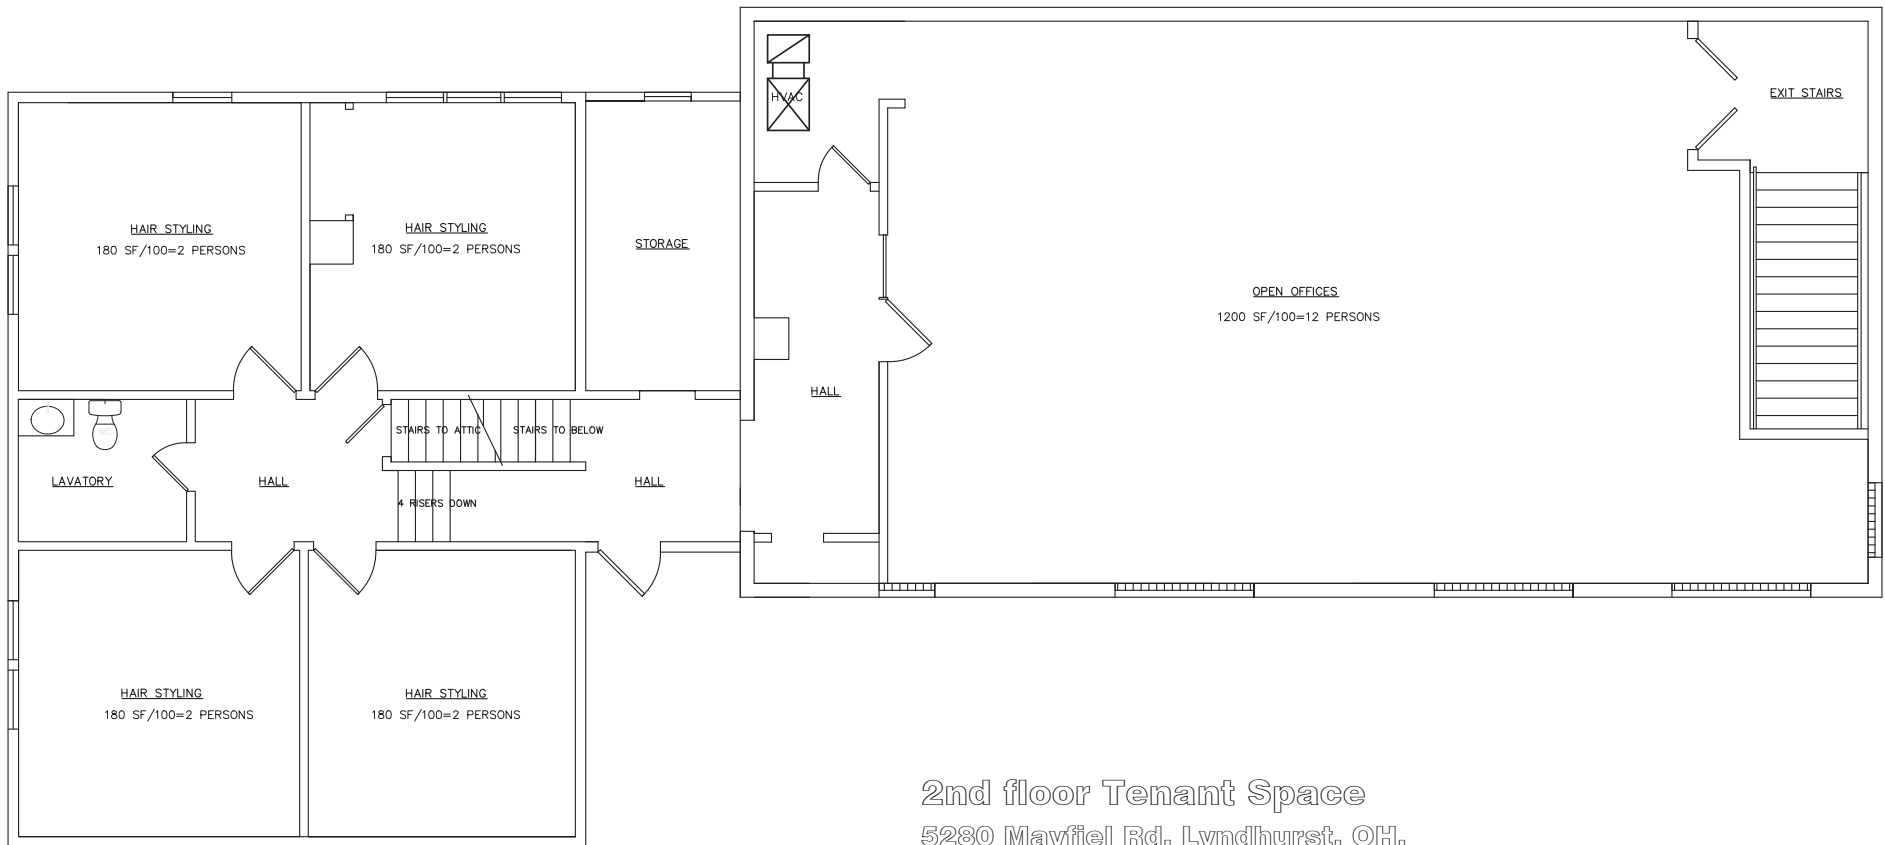 HVAC
EXIT STAIRS
HAIR STYLING
180 SF/100=2 PERSONS
HAIR STYLING
180 SF/100=2 PERSONS
STORAGE
OPEN OFFICES
1200 SF/100=12 PERSONS
HALL
STAIRS TO ATTIC
STAIRS TO BELOW
WC
LAVATORY
HALL
HALL
4 RISERS DOWN
HAIR STYLING
180 SF/100=2 PERSONS
HAIR STYLING
180 SF/100=2 PERSONS
2nd floor Tenant Space
5280 Mayfiel Rd. Lyndhurst, OH.